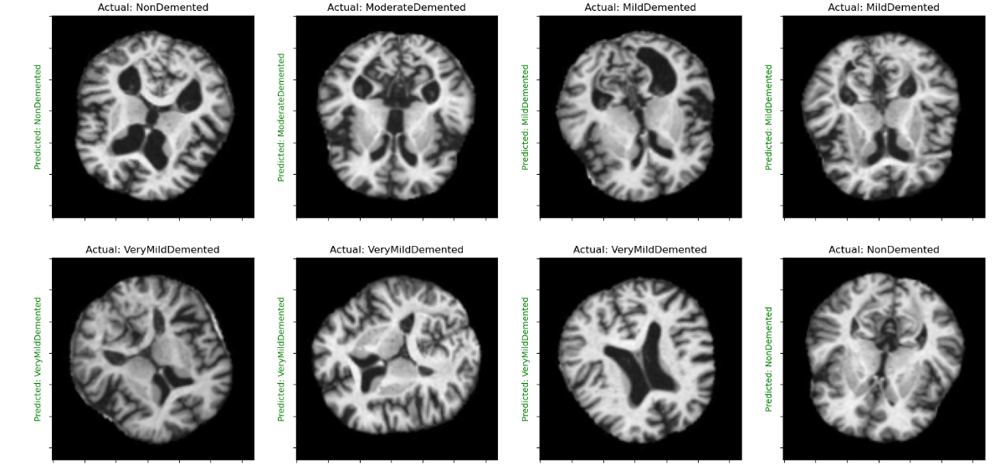 Actual: NonDemented
Predicted: NonDemented
Actual: ModerateDemented
Predicted: ModerateDemented
Actual: MildDemented
Predicted: MildDemented
Actual: MildDemented
Predicted: MildDemented
Actual: VeryMildDemented
Predicted: VeryMildDemented
Actual: VeryMildDemented
Predicted: VeryMildDemented
Actual: VeryMildDemented
Predicted: VeryMildDemented
Actual: NonDemented
Predicted: NonDemented